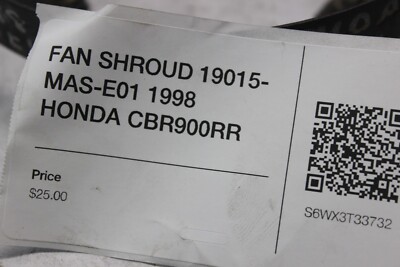 FAN SHROUD 19015-
MAS-E01 1998
HONDA CBR900RR
Price
$25.00
S6WX3T33732